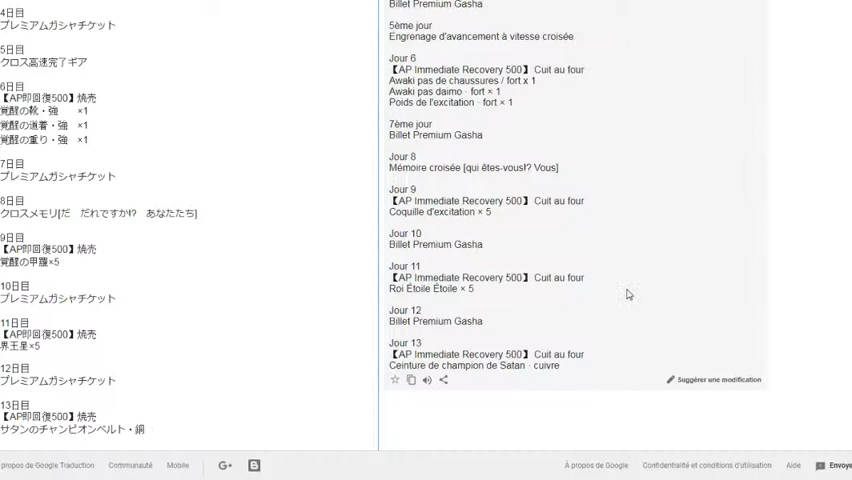 4日目
プレミアムガシャチケット
5日目
クロス高速完了ギア
6日目
【AP即回復500】焼売
覚醒の靴・強　×1
覚醒の道着・強　×1
覚醒の重り・強　×1
7日目
プレミアムガシャチケット
8日目
クロスメモリ[だ　だれですか!?　あなたたち]
9日目
【AP即回復500】焼売
覚醒の甲羅×5
10日目
プレミアムガシャチケット
11日目
【AP即回復500】焼売
界王星×5
12日目
プレミアムガシャチケット
13日目
【AP即回復500】焼売
サタンのチャンピオンベルト・銅
Billet Premium Gasha
5ème jour
Engrenage d'avancement à vitesse croisée
Jour 6
【AP Immediate Recovery 500】 Cuit au four
Awaki pas de chaussures / fort x 1
Awaki pas daimo · fort × 1
Poids de l'excitation · fort × 1
7ème jour
Billet Premium Gasha
Jour 8
Mémoire croisée [qui êtes-vous!? Vous]
Jour 9
【AP Immediate Recovery 500】 Cuit au four
Coquille d'excitation × 5
Jour 10
Billet Premium Gasha
Jour 11
【AP Immediate Recovery 500】 Cuit au four
Roi Étoile Étoile × 5
Jour 12
Billet Premium Gasha
Jour 13
【AP Immediate Recovery 500】 Cuit au four
Ceinture de champion de Satan · cuivre
Suggérer une modification
propos de Google Traduction
Communauté
Mobile
G+
À propos de Google
Confidentialité et conditions d'utilisation
Aide
Envoye